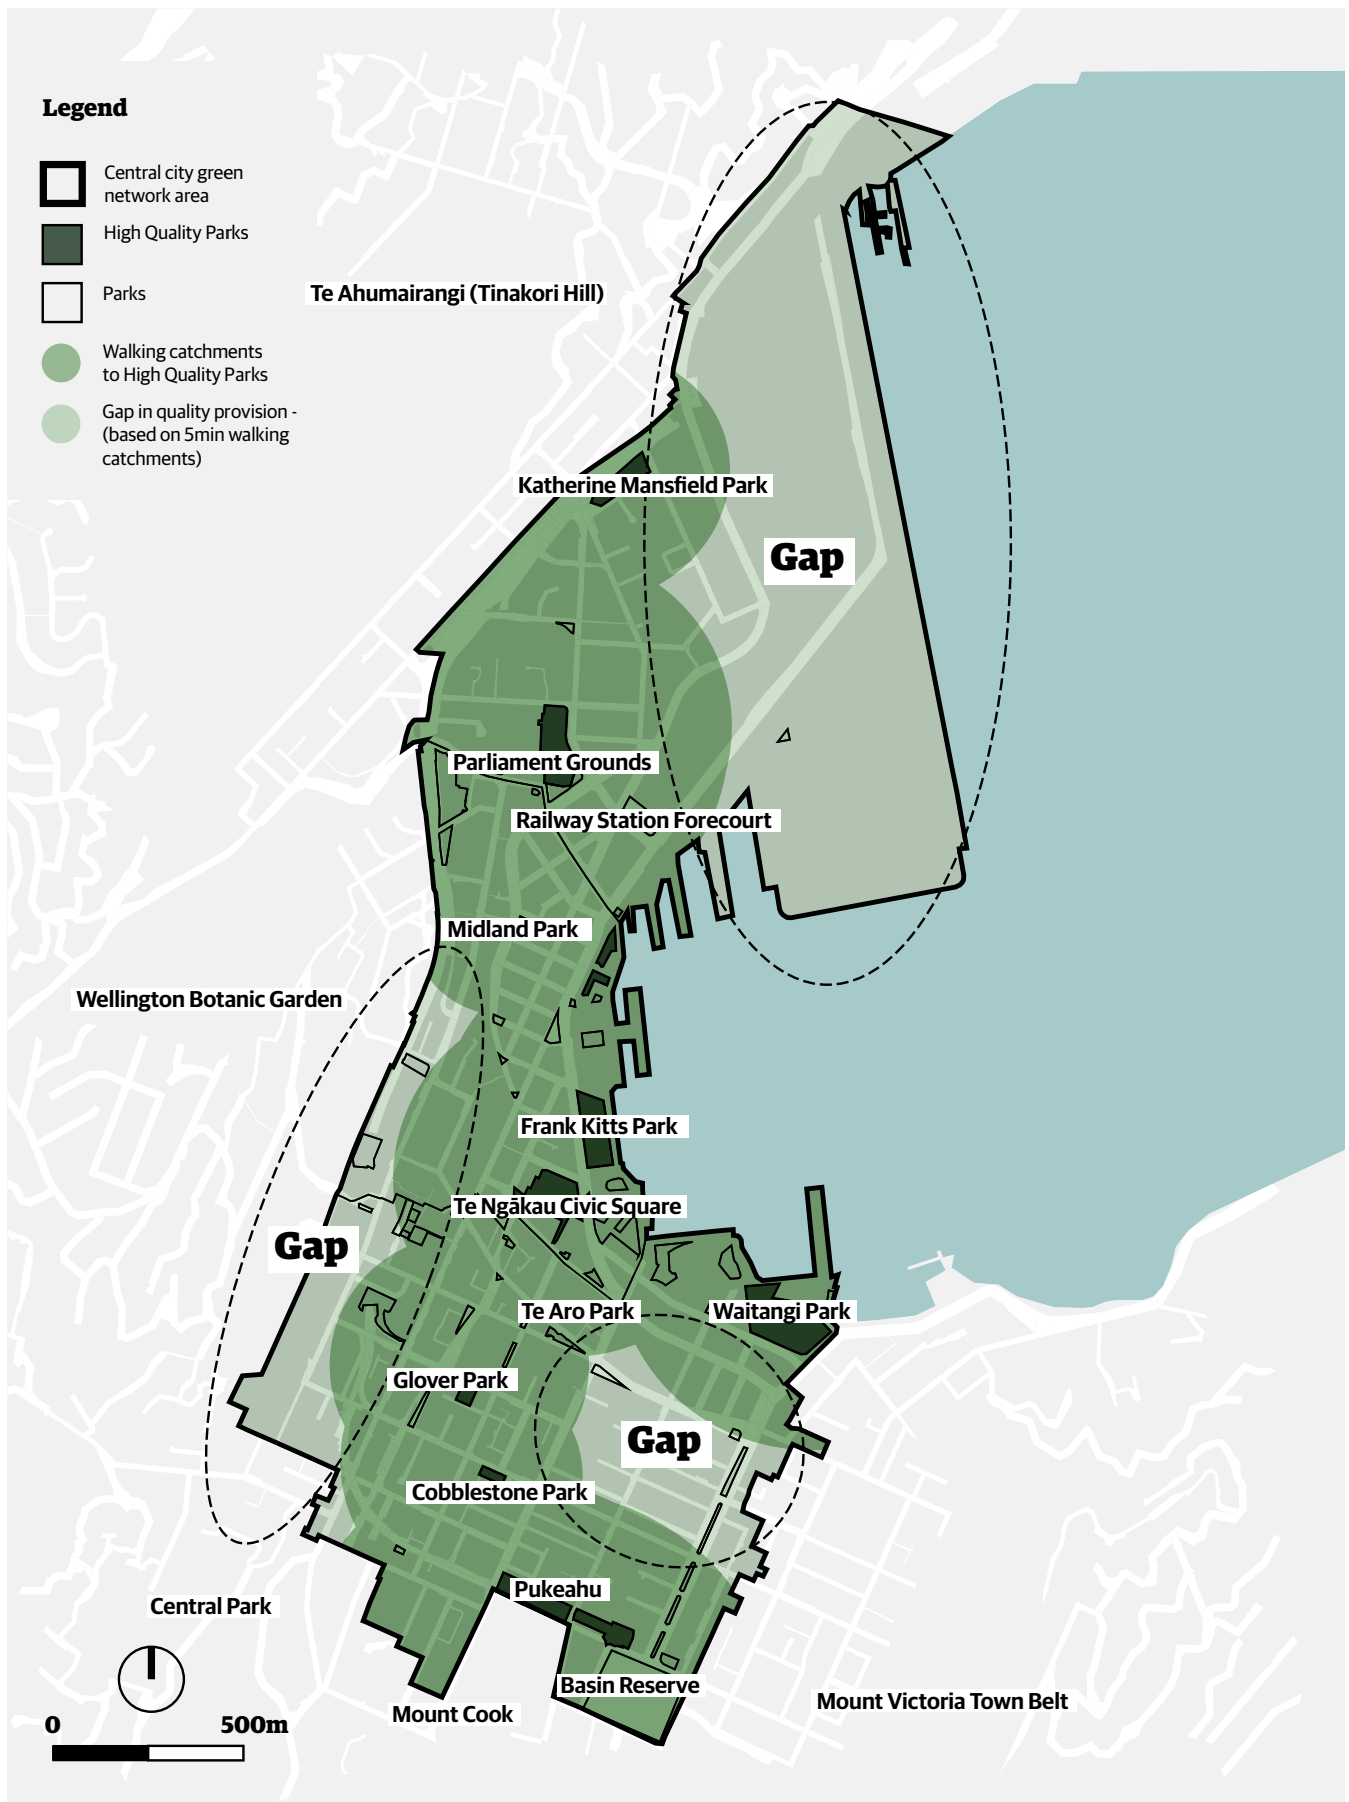 Legend
Central city green
network area
High Quality Parks
Parks
Walking catchments
to High Quality Parks
Gap in quality provision -
(based on 5min walking
catchments)
Te Ahumairangi (Tinakori Hill)
Katherine Mansfield Park
Gap
Parliament Grounds
Railway Station Forecourt
Midland Park
Wellington Botanic Garden
Frank Kitts Park
Te Ngākau Civic Square
Gap
Te Aro Park
Waitangi Park
Glover Park
Gap
Cobblestone Park
Pukeahu
Central Park
Basin Reserve
Mount Victoria Town Belt
Mount Cook
0
500m